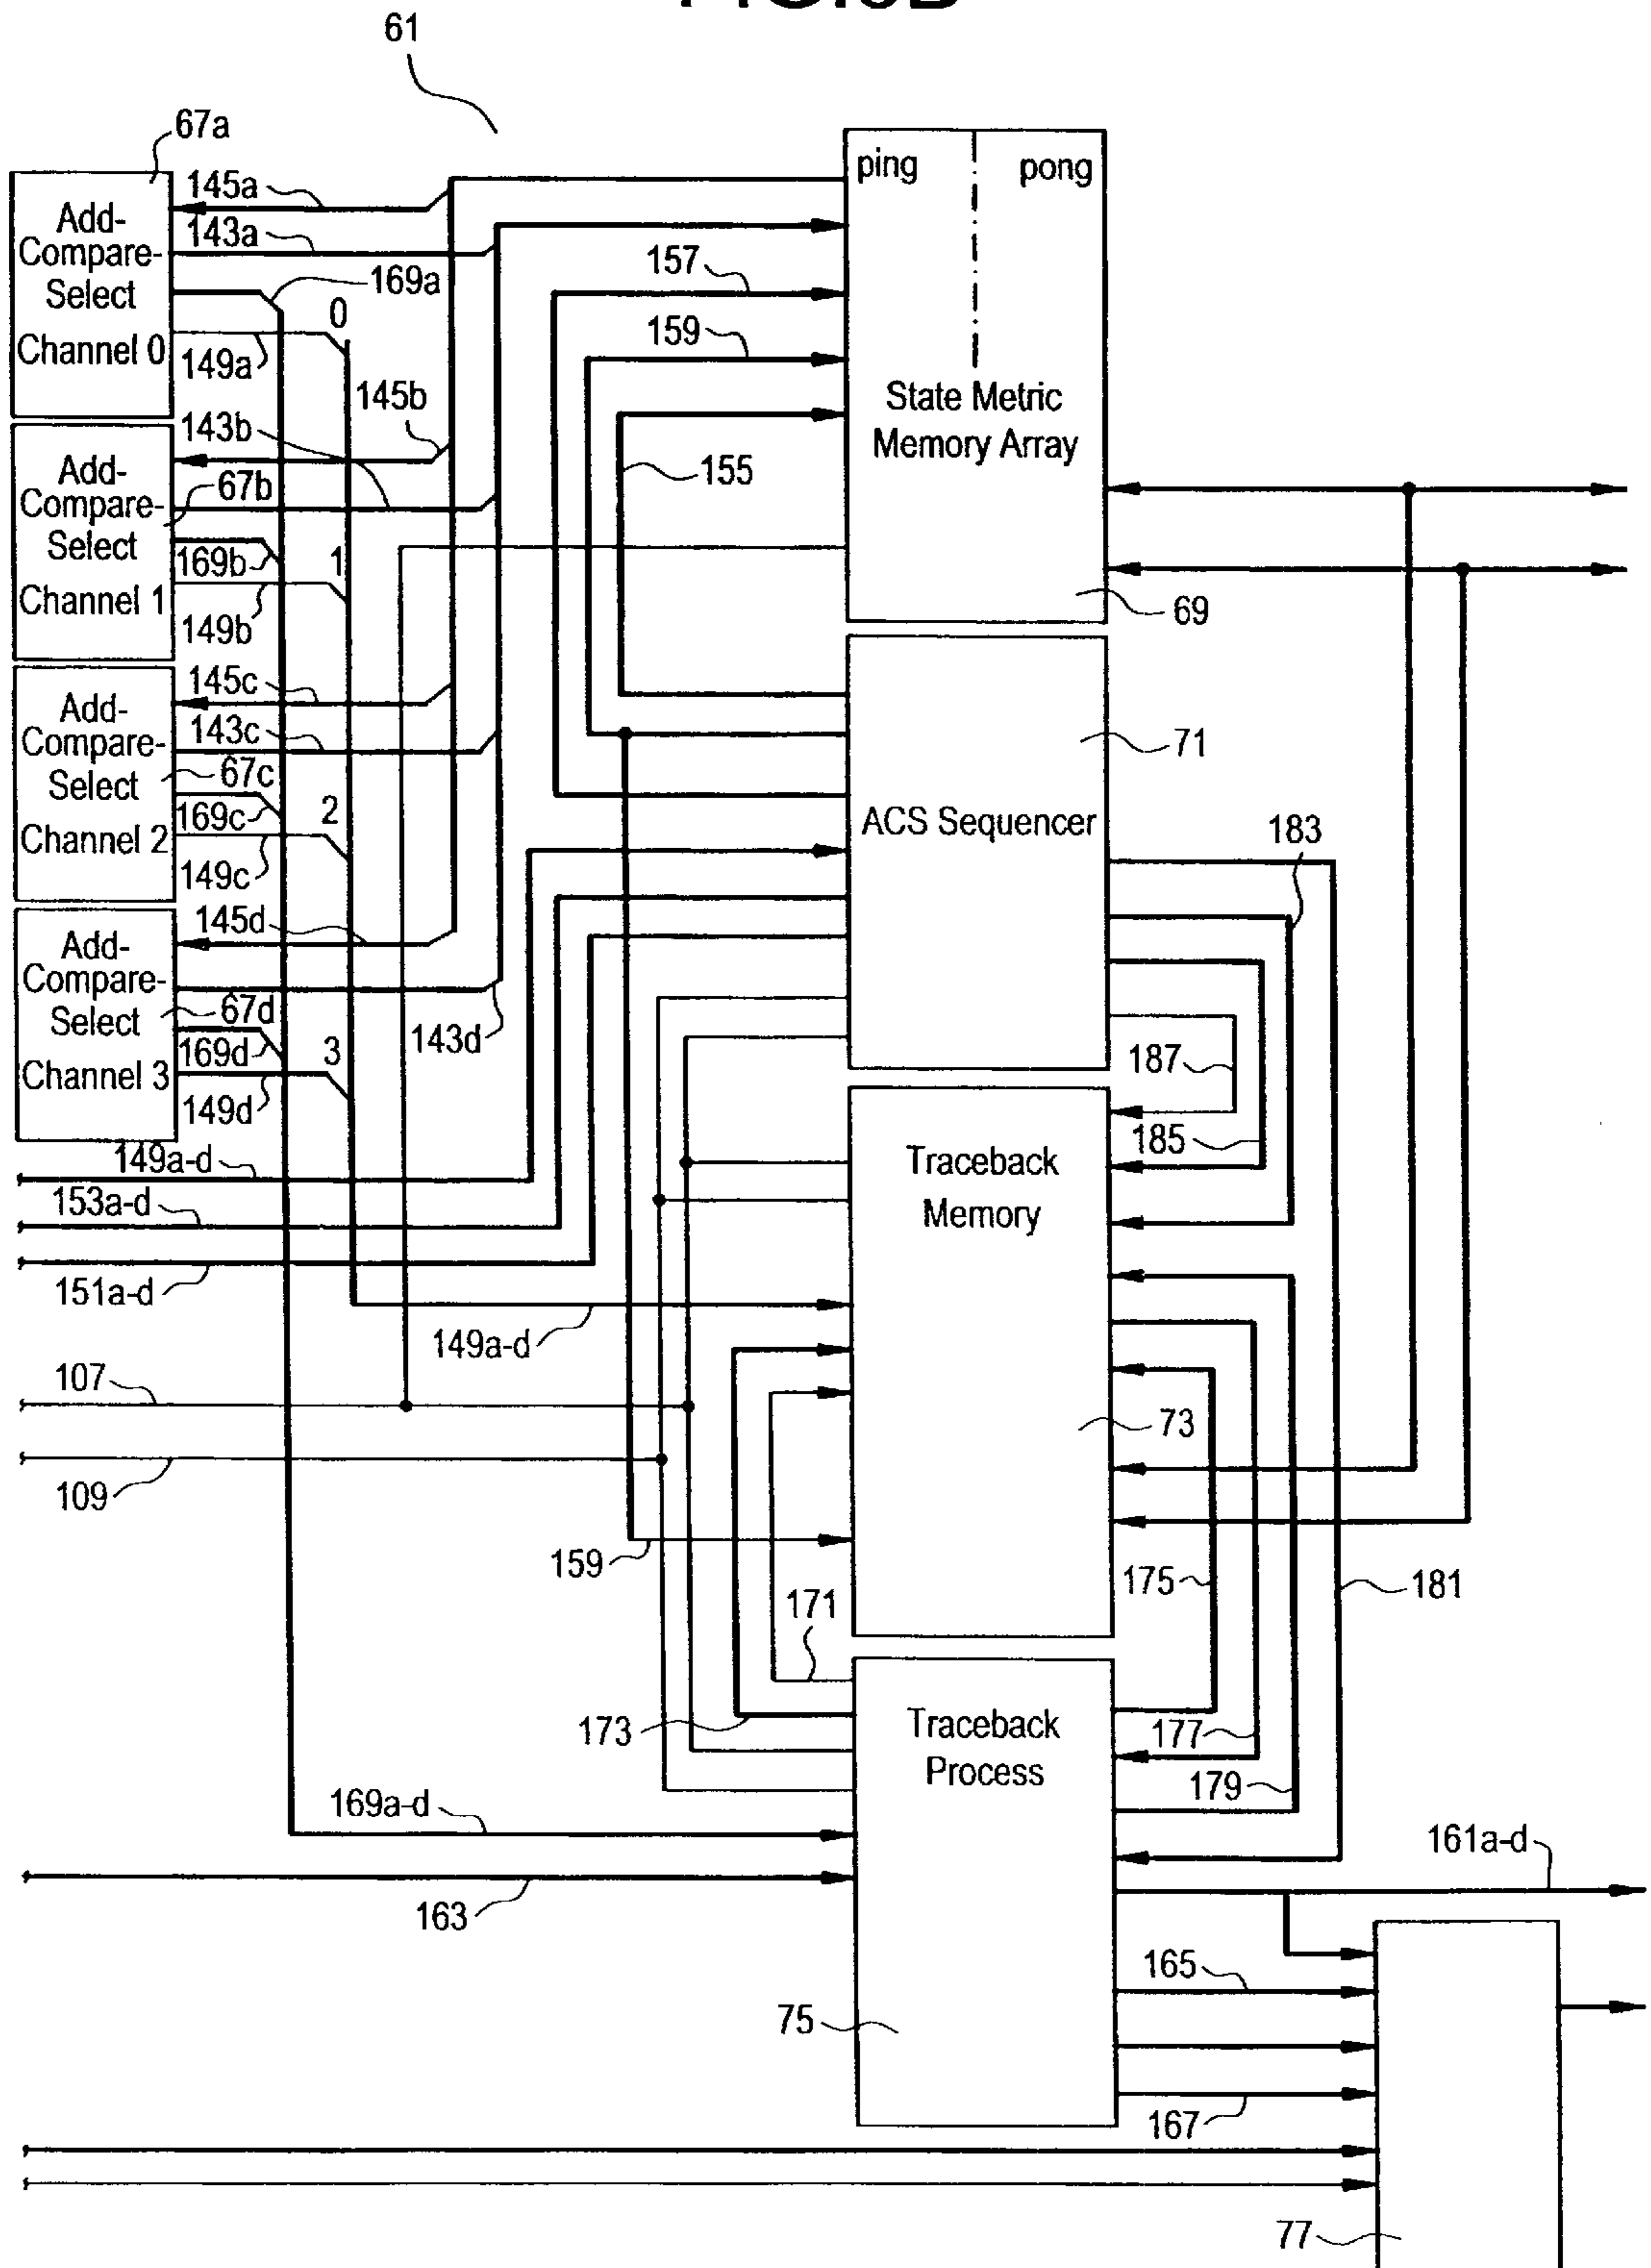 61
67a
ping
pong
145a
Add-
Compare-
Select
Channel 0
143a
169a
157
0
149a
159
145b
State Metric
Memory Array
143b
Add-
Compare-
Select
Channel 1
67b
155
169b
1
149b
69
145c
Add-
Compare-
Select
Channel 2
143c
67c
71
169c
2
ACS Sequencer
183
149c
145d
Add-
Compare-
Select
Channel 3
67d
143d
169d
3
187
149d
185
149a-d
Traceback
Memory
153a-d
151a-d
149a-d
107
73
109
159
175
181
171
173
Traceback
Process
177
179
169a-d
161a-d
163
165
75
167
77